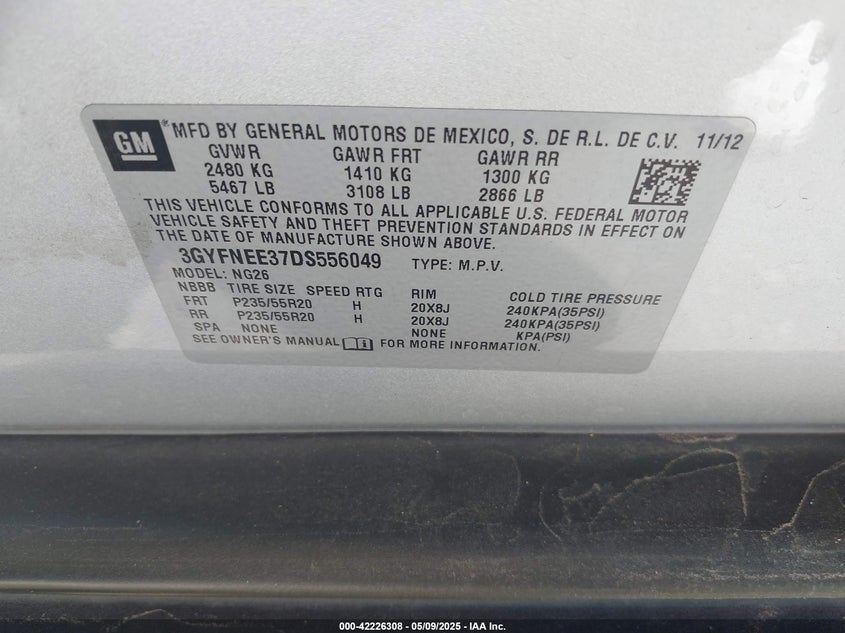 GM ® MFD BY GENERAL MOTORS DE MEXICO, S. DE R.L. DE C.V. 11/12
GVWR GAWR FRT GAWR RR
2480 KG 1410 KG 1300 KG
5467 LB 3108 LB 2866 LB
THIS VEHICLE CONFORMS TO ALL APPLICABLE U.S. FEDERAL MOTOR
VEHICLE SAFETY AND THEFT PREVENTION STANDARDS IN EFFECT ON
THE DATE OF MANUFACTURE SHOWN ABOVE.
3GYFNEE37DS556049 TYPE: M.P.V.
MODEL: NG26
NBBB TIRE SIZE SPEED RTG RIM COLD TIRE PRESSURE
FRT P235/55R20 H 20X8J 240KPA(35PSI)
RR P235/55R20 H 20X8J 240KPA(35PSI)
SPA NONE NONE KPA(PSI)
SEE OWNER'S MANUAL FOR MORE INFORMATION.
000-42226308 - 05/09/2025 - IAA Inc.